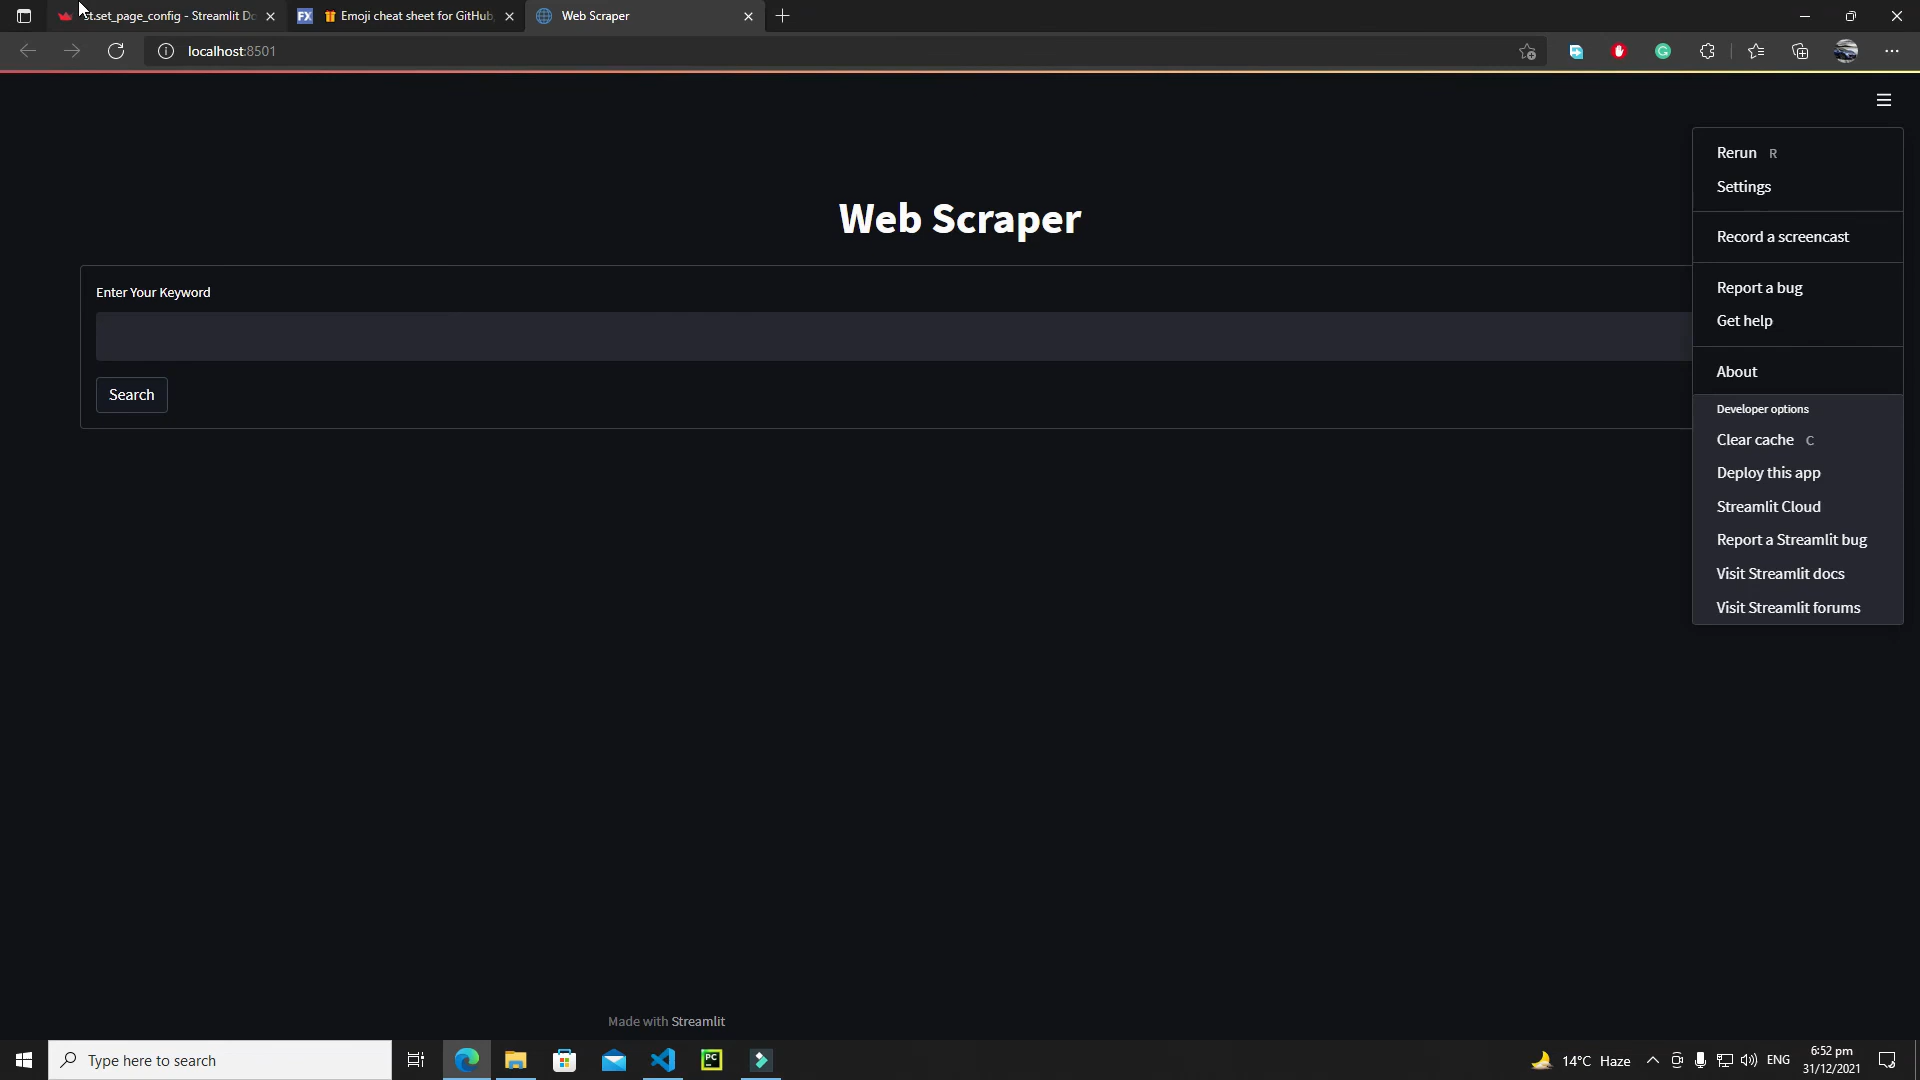 st.set_page_config - Streamlit Do
FX Emoji cheat sheet for GitHub,
Web Scraper
localhost:8501
Rerun R
Settings
Record a screencast
Report a bug
Get help
About
Developer options
Clear cache C
Deploy this app
Streamlit Cloud
Report a Streamlit bug
Visit Streamlit docs
Visit Streamlit forums
Web Scraper
Enter Your Keyword
Search
Made with Streamlit
Type here to search
PC
14°C Haze
ENG
6:52 pm
31/12/2021